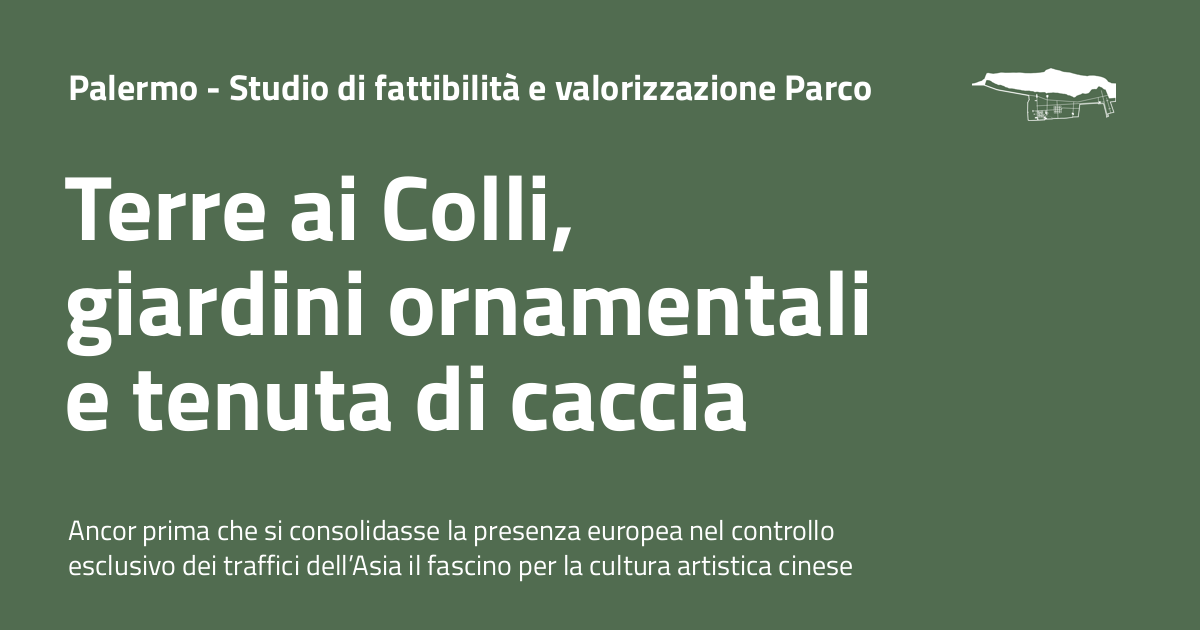 Palermo - Studio di fattibilità e valorizzazione Parco
Terre ai Colli,
giardini ornamentali
e tenuta di caccia
Ancor prima che si consolidasse la presenza europea nel controllo
esclusivo dei traffici dell’Asia il fascino per la cultura artistica cinese